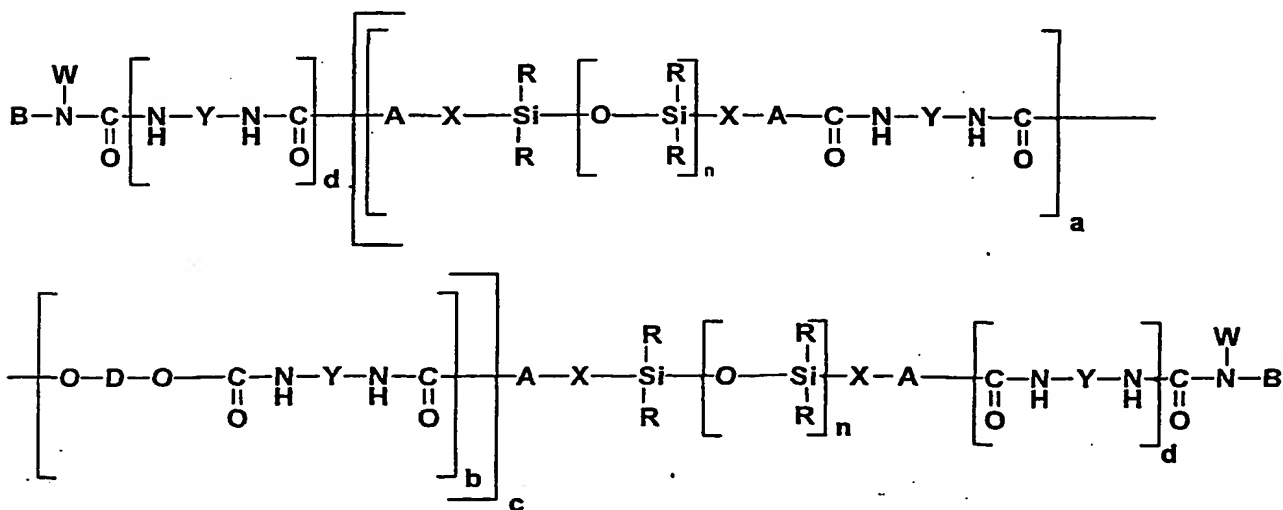 W R R
B-N-C-N-Y-N-C-A-X-Si-O-Si-X-A-C-N-Y-N-C
O H H O R R O H H O
d n
a
R R W
O-D-O-C-N-Y-N-C-A-X-Si-O-Si-X-A-C-N-Y-N-C-N-B
O H H O R R O H H O
n d
b
c